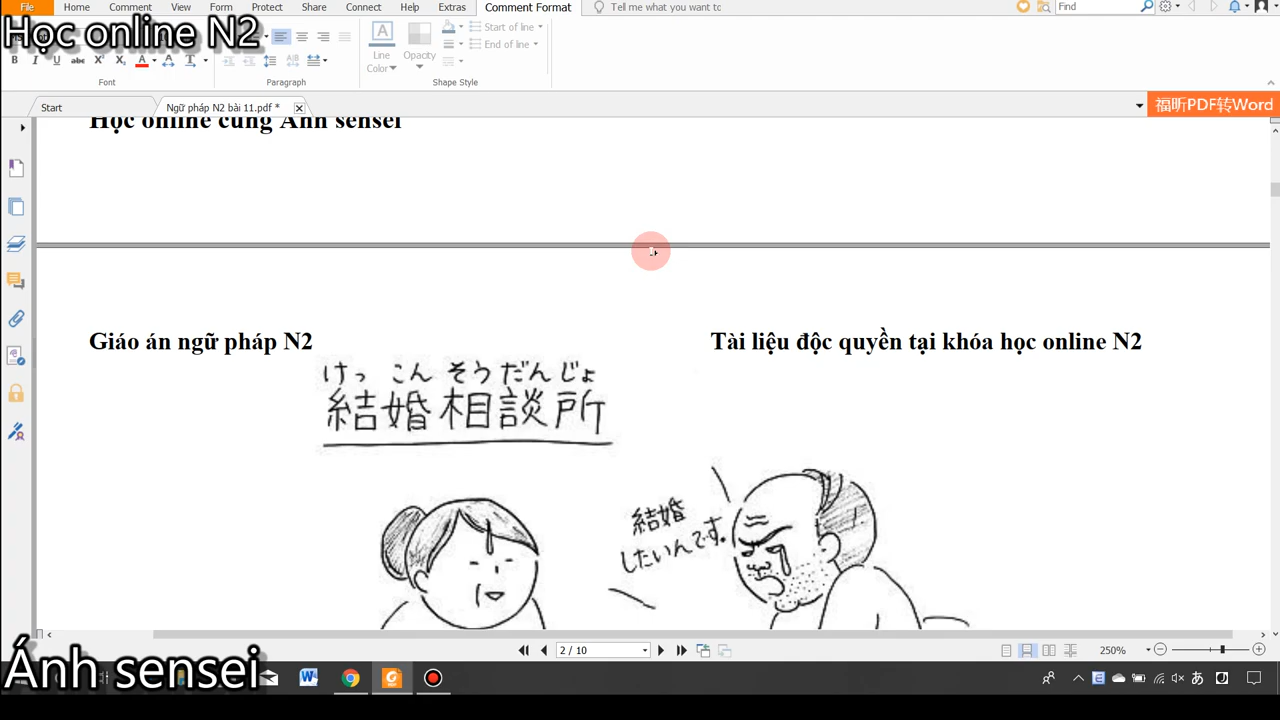 File Home Comment View Form Protect Share Connect Help Extras Comment Format Tell me what you want to Find
Học online N2
Start of line
End of line
Line Color
Opacity
Font Paragraph Shape Style
Start Ngữ pháp N2 bài 11.pdf * 福昕PDF转Word
Học online cùng Ánh sensei
Giáo án ngữ pháp N2 Tài liệu độc quyền tại khóa học online N2
けっ こん そう だん じょ
結婚相談所
結婚
したいんです。
2 / 10 250%
Ánh sensei
あ